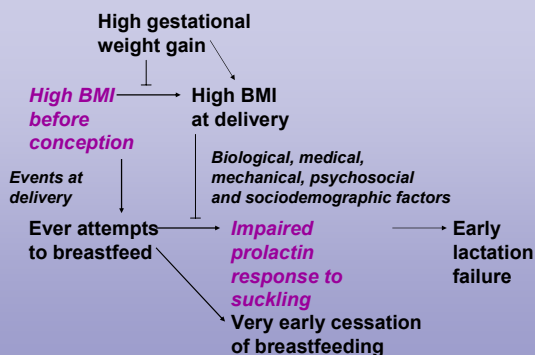 High gestational
weight gain
High BMI
before
conception
High BMI
at delivery
Events at
delivery
Biological, medical,
mechanical, psychosocial
and sociodemographic factors
Ever attempts
to breastfeed
Impaired
prolactin
response to
suckling
Early
lactation
failure
Very early cessation
of breastfeeding